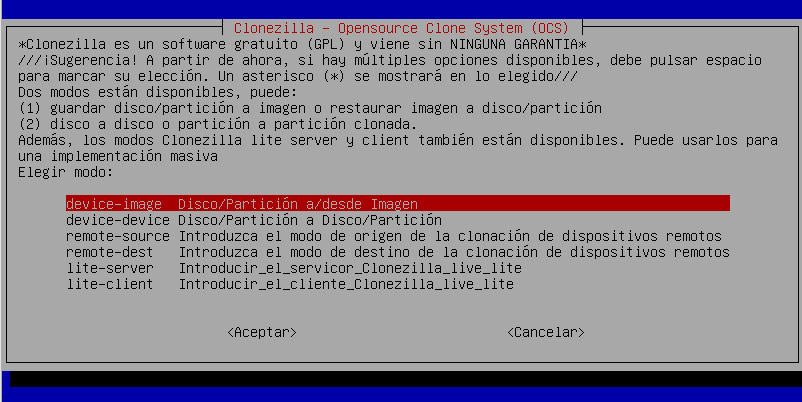 Clonezilla - Opensource Clone System (OCS)
*Clonezilla es un software gratuito (GPL) y viene sin NINGUNA GARANTIA*
///¡Sugerencia! A partir de ahora, si hay múltiples opciones disponibles, debe pulsar espacio
para marcar su elección. Un asterisco (*) se mostrará en lo elegido///
Dos modos están disponibles, puede:
(1) guardar disco/partición a imagen o restaurar imagen a disco/partición
(2) disco a disco o partición a partición clonada.
Además, los modos Clonezilla lite server y client también están disponibles. Puede usarlos para
una implementación masiva
Elegir modo:
device-image Disco/Partición a/desde Imagen
device-device Disco/Partición a Disco/Partición
remote-source Introduzca el modo de origen de la clonación de dispositivos remotos
remote-dest Introduzca el modo de destino de la clonación de dispositivos remotos
lite-server Introducir_el_servicor_Clonezilla_live_lite
lite-client Introducir_el_cliente_Clonezilla_live_lite
<Aceptar> <Cancelar>